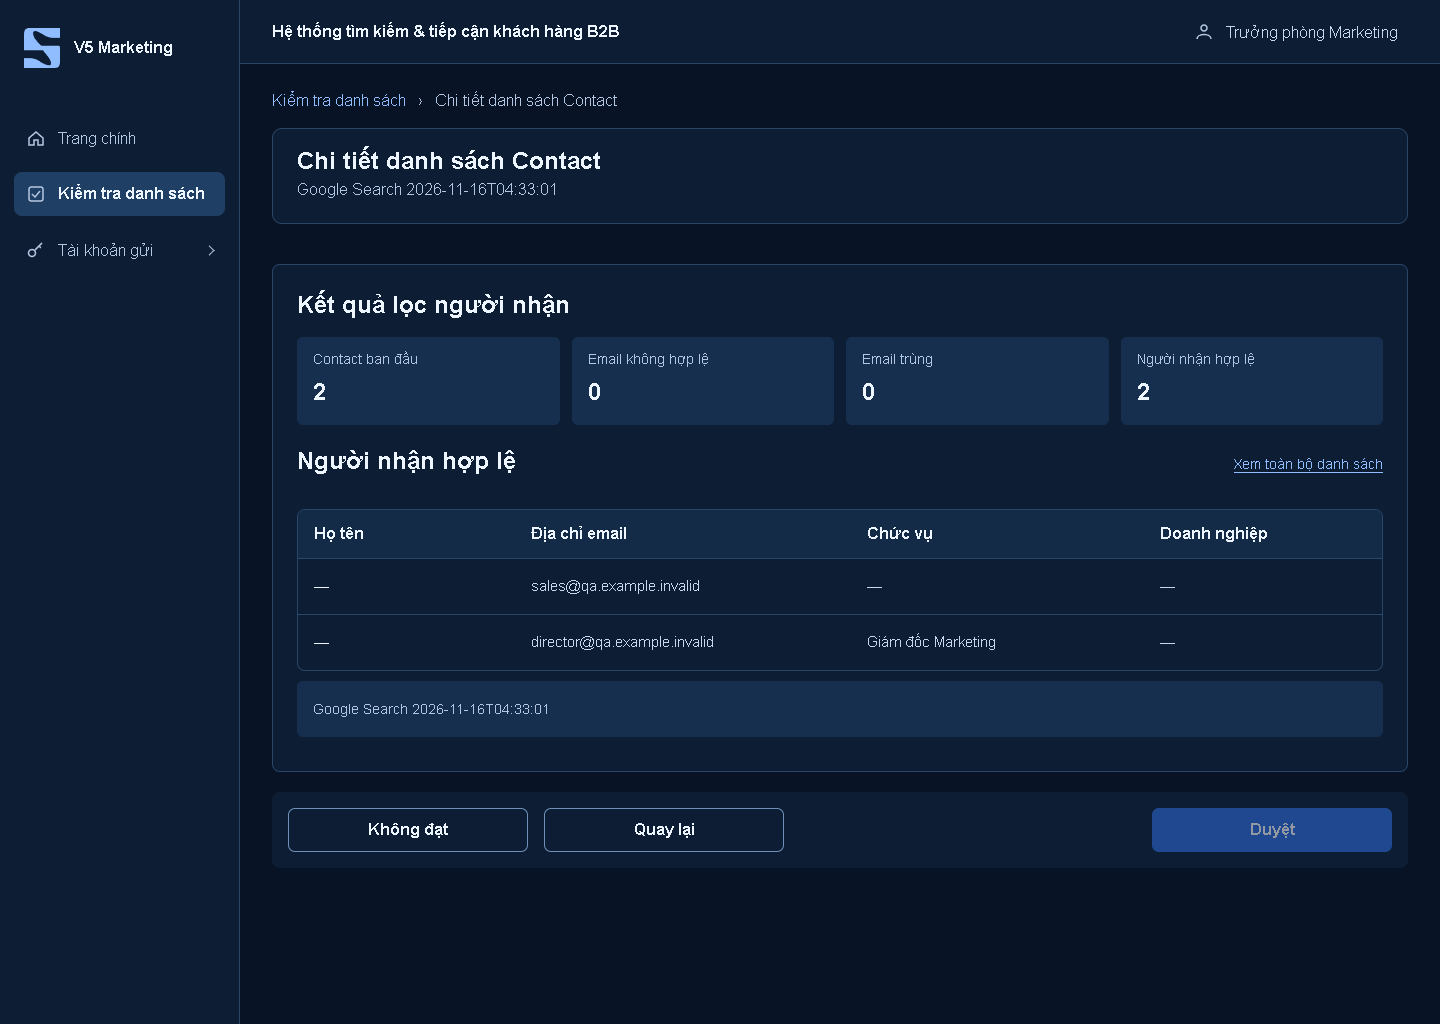 V5 Marketing
Hệ thống tìm kiếm & tiếp cận khách hàng B2B
Trưởng phòng Marketing
Trang chính
Kiểm tra danh sách
Tài khoản gửi
Kiểm tra danh sách › Chi tiết danh sách Contact
Chi tiết danh sách Contact
Google Search 2026-11-16T04:33:01
Kết quả lọc người nhận
Contact ban đầu
2
Email không hợp lệ
0
Email trùng
0
Người nhận hợp lệ
2
Người nhận hợp lệ
Xem toàn bộ danh sách
Họ tên Địa chỉ email Chức vụ Doanh nghiệp
— sales@qa.example.invalid — —
— director@qa.example.invalid Giám đốc Marketing —
Google Search 2026-11-16T04:33:01
Không đạt
Quay lại
Duyệt